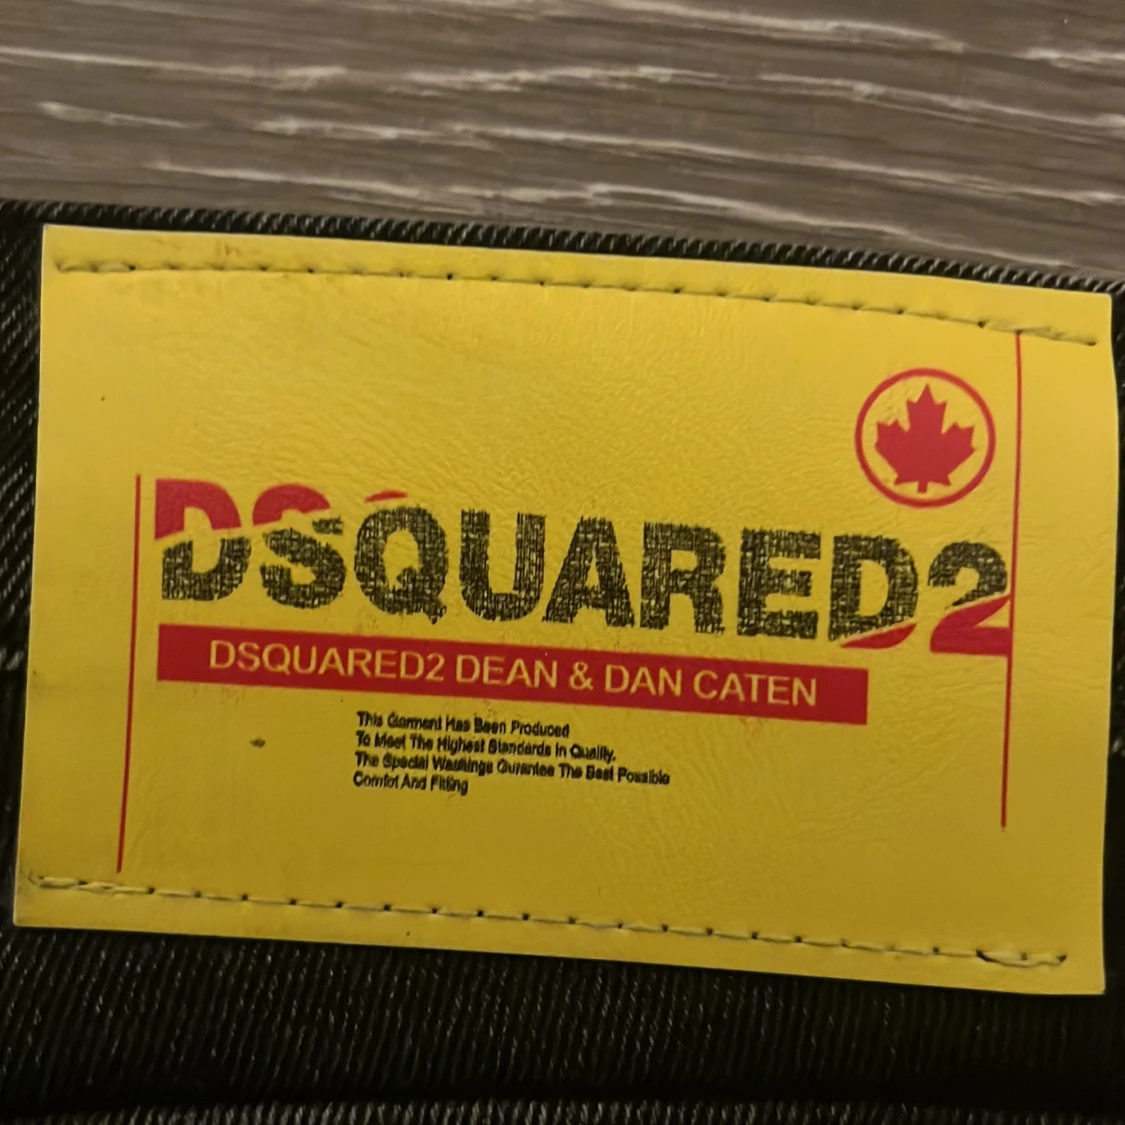 DSQUARED2
DSQUARED2 DEAN & DAN CATEN
This Garment Has Been Produced
To Meet The Highest Standards In Quality.
The Special Washings Gurantee The Best Possible
Comfot And Fitting